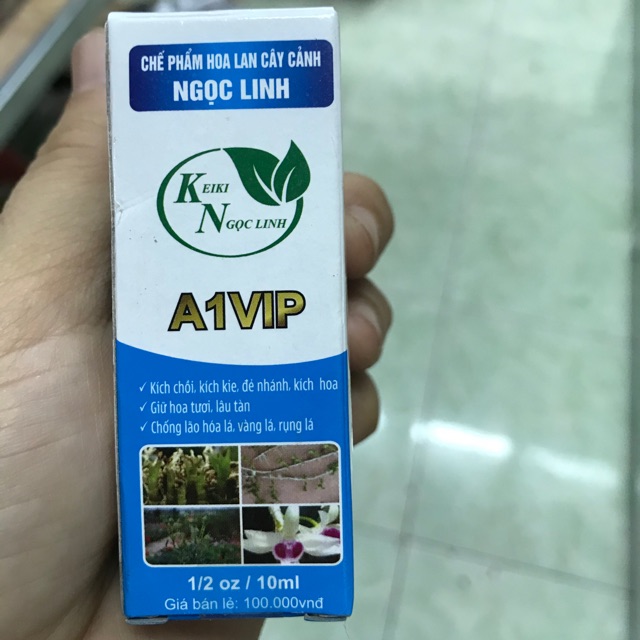 CHẾ PHẨM HOA LAN CÂY CẢNH
NGỌC LINH
KEIKI
NGỌC LINH
A1VIP
✓ Kích chồi, kích kie, đẻ nhánh, kích hoa
✓ Giữ hoa tươi, lâu tàn
✓ Chống lão hóa lá, vàng lá, rụng lá
1/2 oz / 10ml
Giá bán lẻ: 100.000vnđ